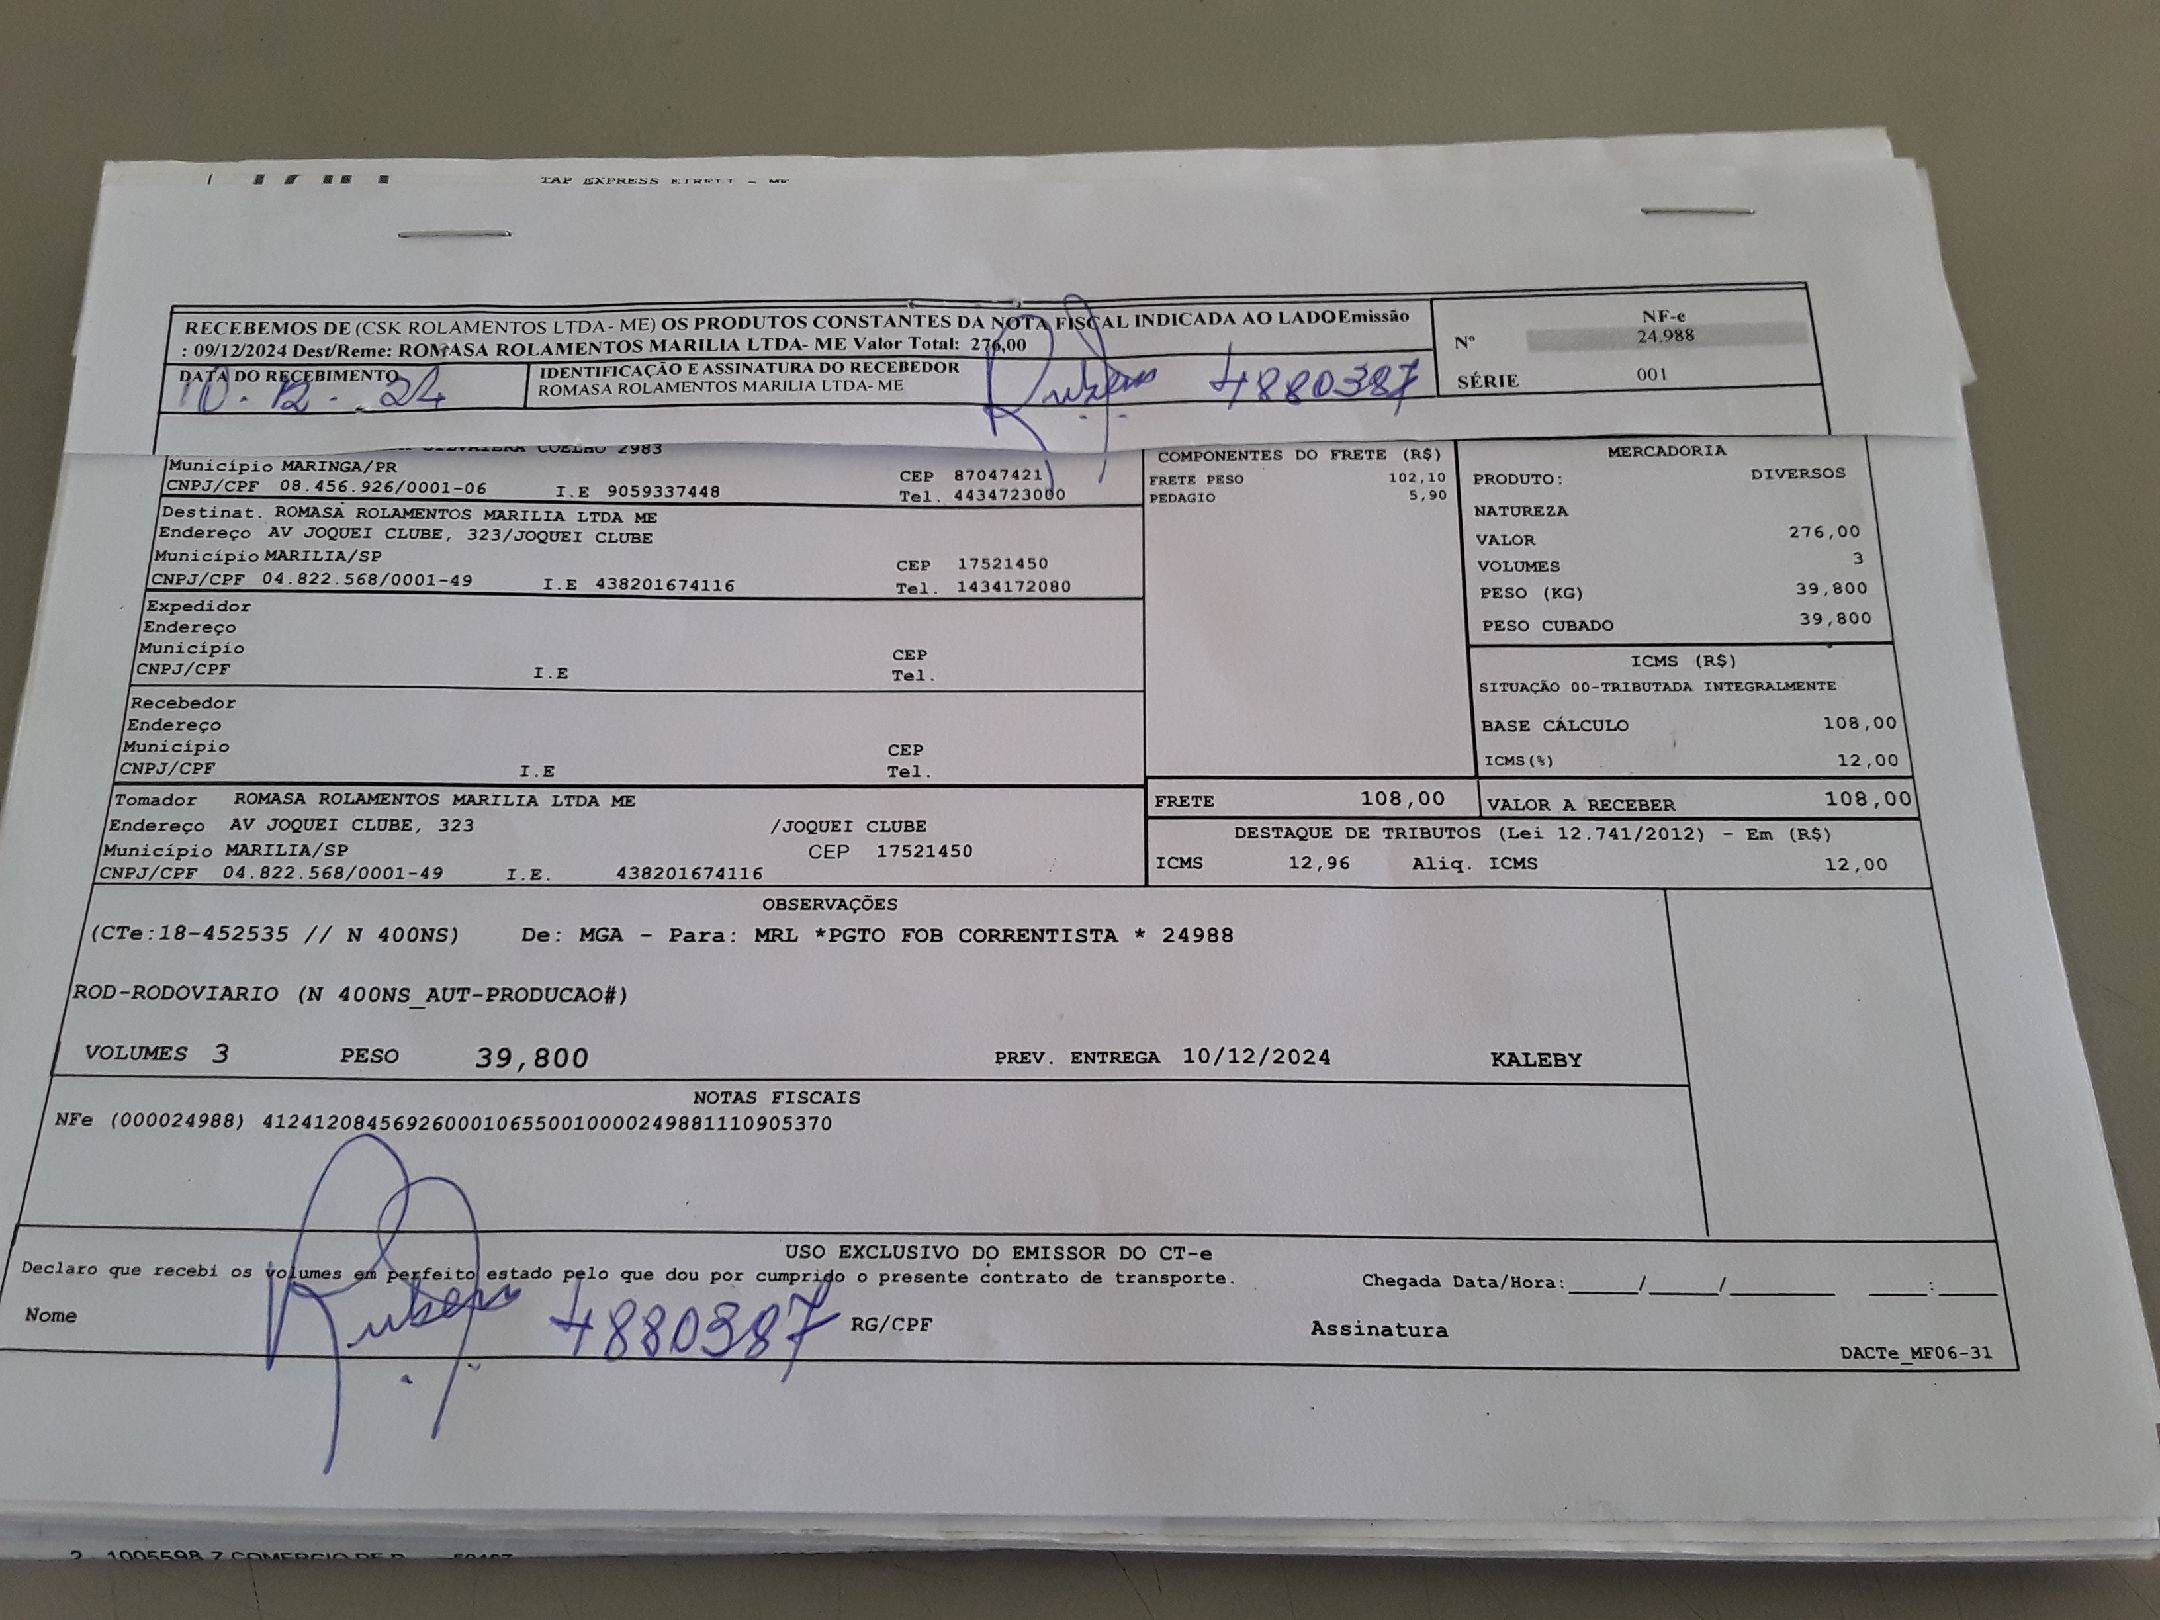 TAP EXPRESS EIRELI - ME
RECEBEMOS DE (CSK ROLAMENTOS LTDA- ME) OS PRODUTOS CONSTANTES DA NOTA FISCAL INDICADA AO LADO Emissão
: 09/12/2024 Dest/Reme: ROMASA ROLAMENTOS MARILIA LTDA- ME Valor Total: 276,00
NF-e
Nº 24.988
SÉRIE 001
DATA DO RECEBIMENTO
10.12.24
IDENTIFICAÇÃO E ASSINATURA DO RECEBEDOR
ROMASA ROLAMENTOS MARILIA LTDA- ME
Rubens 4880387
COELHO 2983
Município MARINGA/PR CEP 87047421
CNPJ/CPF 08.456.926/0001-06 I.E 9059337448 Tel. 4434723000
Destinat. ROMASA ROLAMENTOS MARILIA LTDA ME
Endereço AV JOQUEI CLUBE, 323/JOQUEI CLUBE
Município MARILIA/SP CEP 17521450
CNPJ/CPF 04.822.568/0001-49 I.E 438201674116 Tel. 1434172080
Expedidor
Endereço
Município CEP
CNPJ/CPF I.E Tel.
Recebedor
Endereço
Município CEP
CNPJ/CPF I.E Tel.
Tomador ROMASA ROLAMENTOS MARILIA LTDA ME
Endereço AV JOQUEI CLUBE, 323 /JOQUEI CLUBE
Município MARILIA/SP CEP 17521450
CNPJ/CPF 04.822.568/0001-49 I.E. 438201674116
COMPONENTES DO FRETE (R$)
FRETE PESO 102,10
PEDAGIO 5,90
MERCADORIA
PRODUTO: DIVERSOS
NATUREZA
VALOR 276,00
VOLUMES 3
PESO (KG) 39,800
PESO CUBADO 39,800
ICMS (R$)
SITUAÇÃO 00-TRIBUTADA INTEGRALMENTE
BASE CÁLCULO 108,00
ICMS(%) 12,00
FRETE 108,00 VALOR A RECEBER 108,00
DESTAQUE DE TRIBUTOS (Lei 12.741/2012) - Em (R$)
ICMS 12,96 Aliq. ICMS 12,00
OBSERVAÇÕES
(CTe:18-452535 // N 400NS) De: MGA - Para: MRL *PGTO FOB CORRENTISTA * 24988
ROD-RODOVIARIO (N 400NS_AUT-PRODUCAO#)
VOLUMES 3 PESO 39,800 PREV. ENTREGA 10/12/2024 KALEBY
NOTAS FISCAIS
NFe (000024988) 41241208456926000106550010000249881110905370
USO EXCLUSIVO DO EMISSOR DO CT-e
Declaro que recebi os volumes em perfeito estado pelo que dou por cumprido o presente contrato de transporte. Chegada Data/Hora:_____/_____/________ ____:____
Nome Rubens 4880387 RG/CPF Assinatura
DACTe_MF06-31